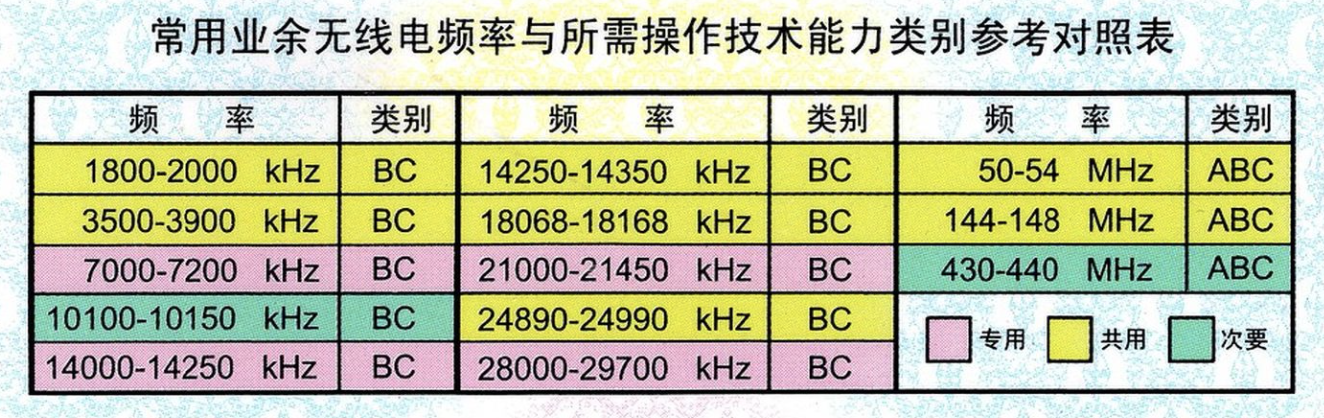 常用业余无线电频率与所需操作技术能力类别参考对照表
频 率 类别 频 率 类别 频 率 类别
1800-2000 kHz BC 14250-14350 kHz BC 50-54 MHz ABC
3500-3900 kHz BC 18068-18168 kHz BC 144-148 MHz ABC
7000-7200 kHz BC 21000-21450 kHz BC 430-440 MHz ABC
10100-10150 kHz BC 24890-24990 kHz BC 专用 共用 次要
14000-14250 kHz BC 28000-29700 kHz BC